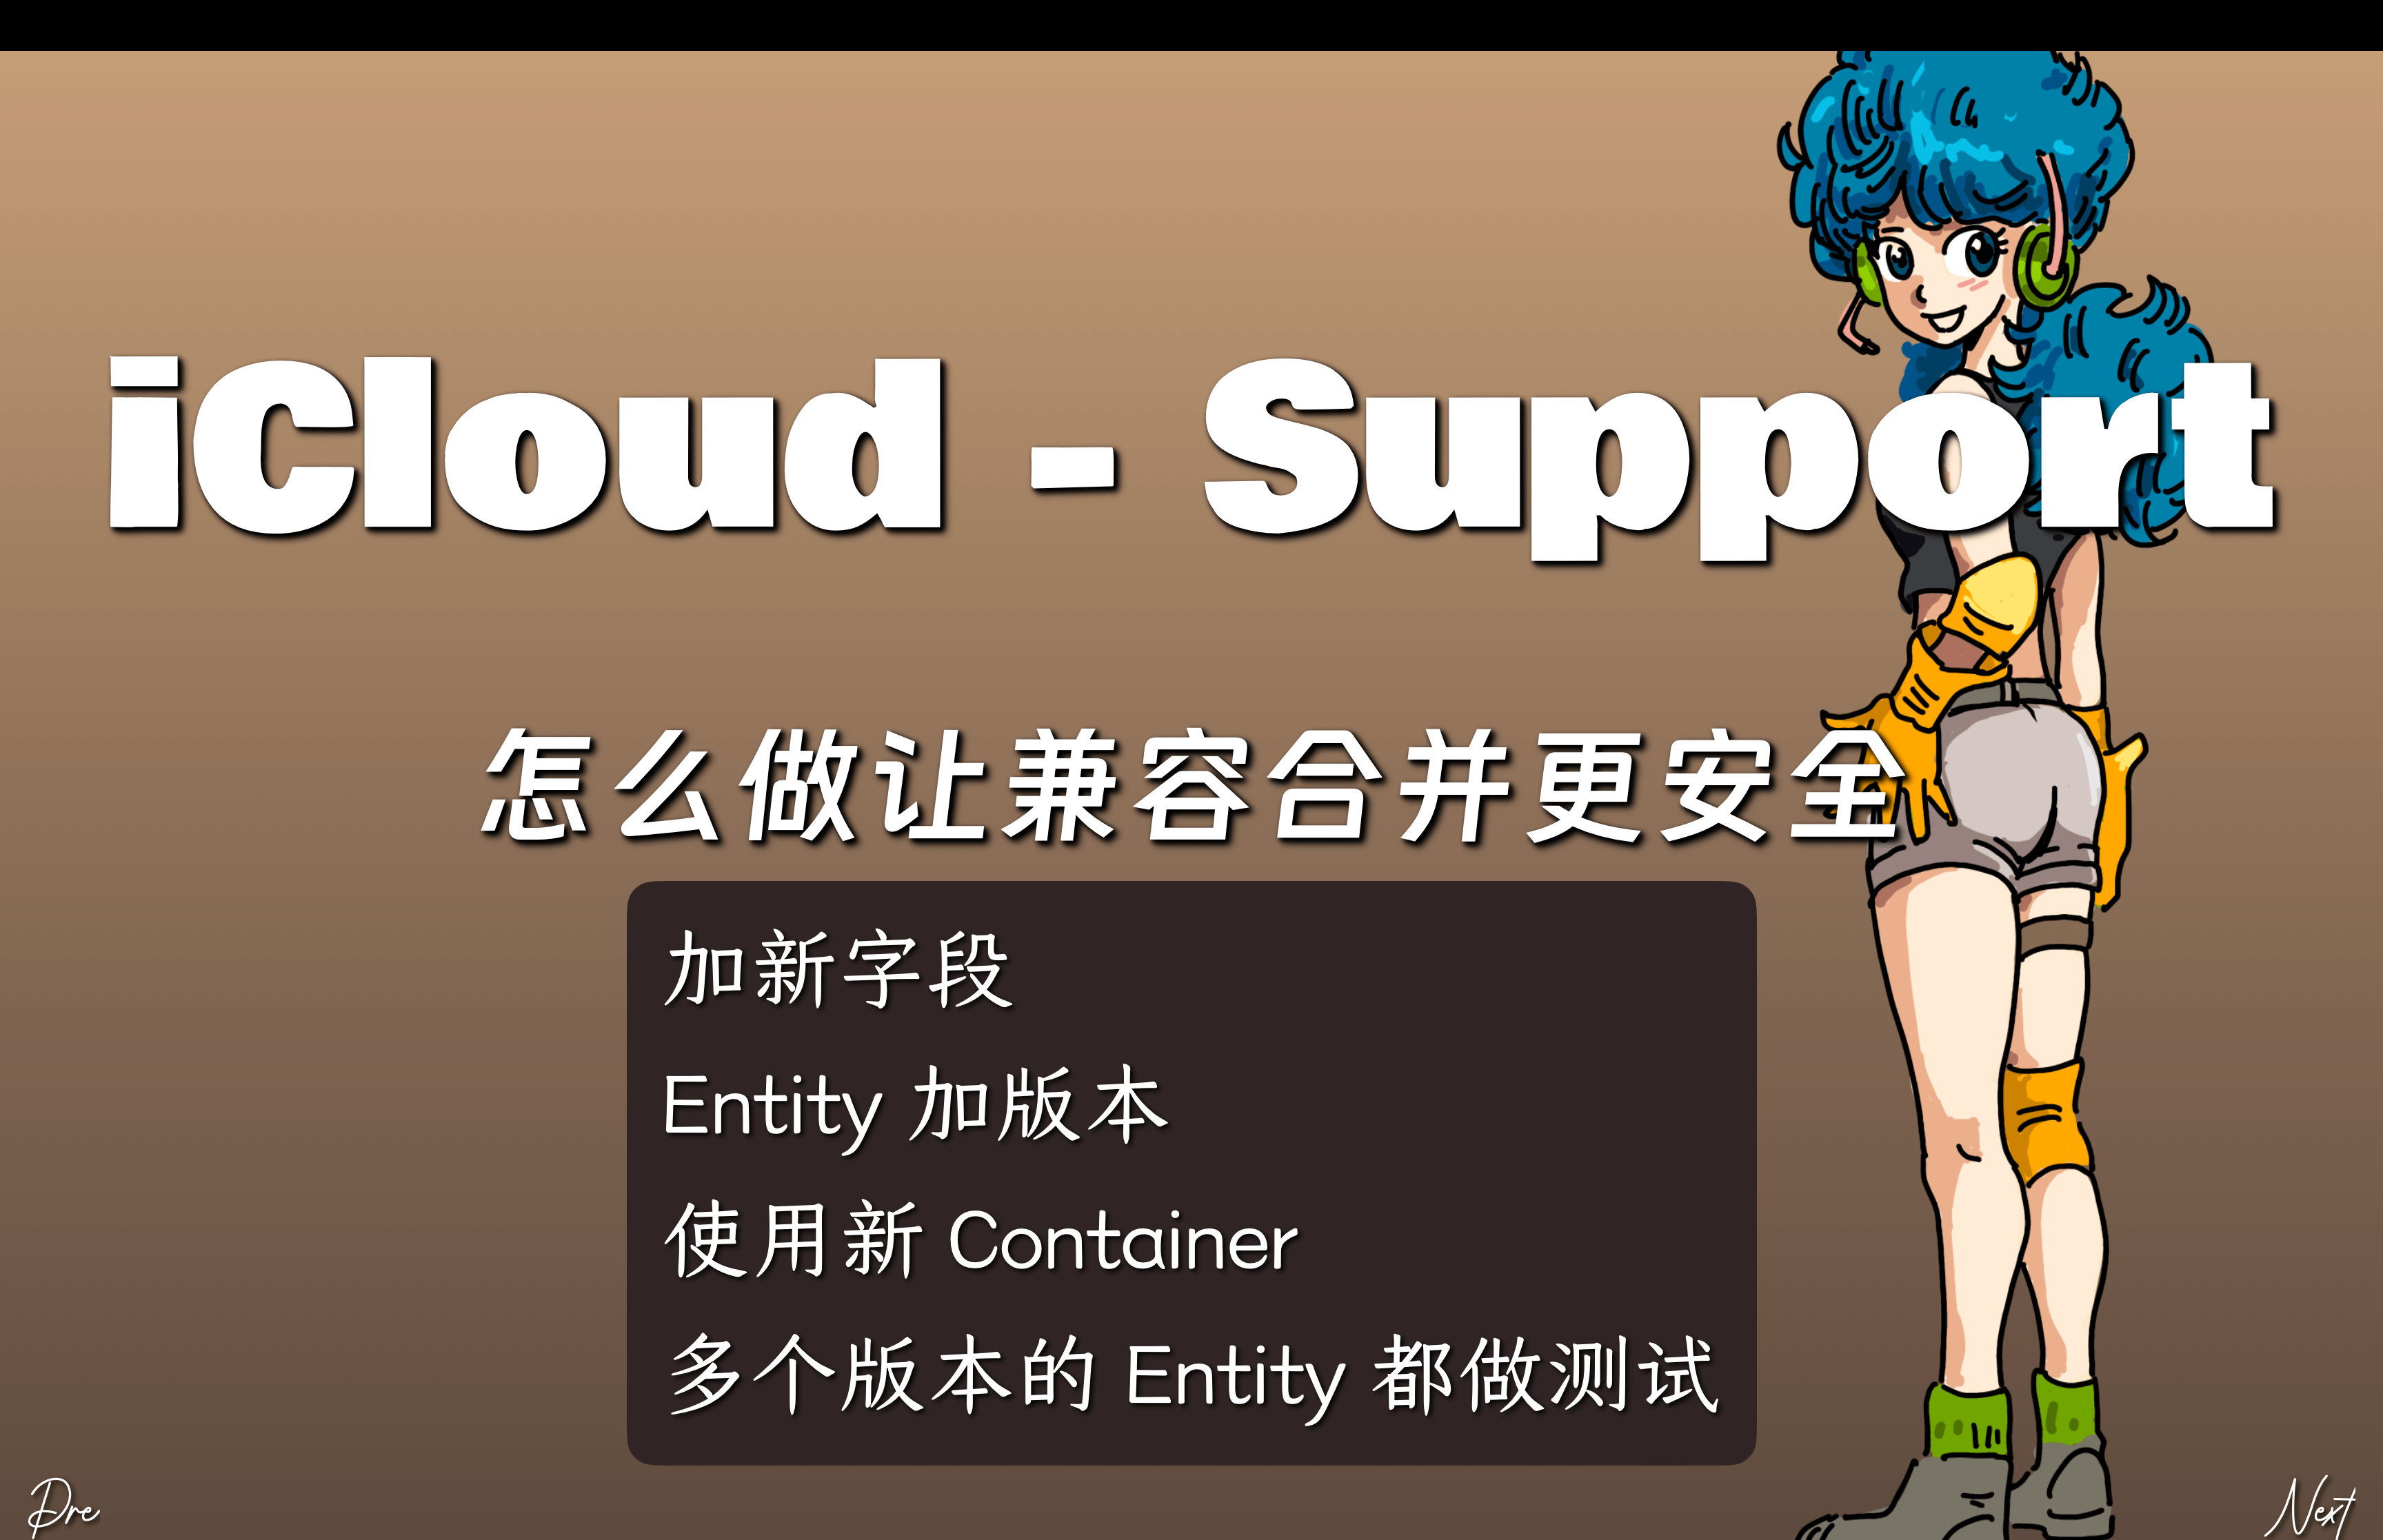 iCloud - Support
怎么做让兼容合并更安全
加新字段
Entity 加版本
使用新 Container
多个版本的 Entity 都做测试
Pre
Next